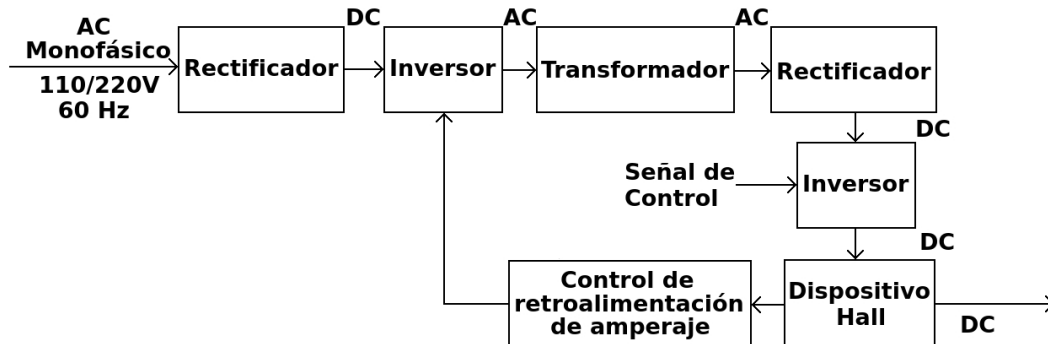 AC
Monofásico
110/220V
60 Hz
Rectificador
DC
Inversor
AC
Transformador
AC
Rectificador
DC
Señal de
Control
Inversor
DC
Control de
retroalimentación
de amperaje
Dispositivo
Hall
DC